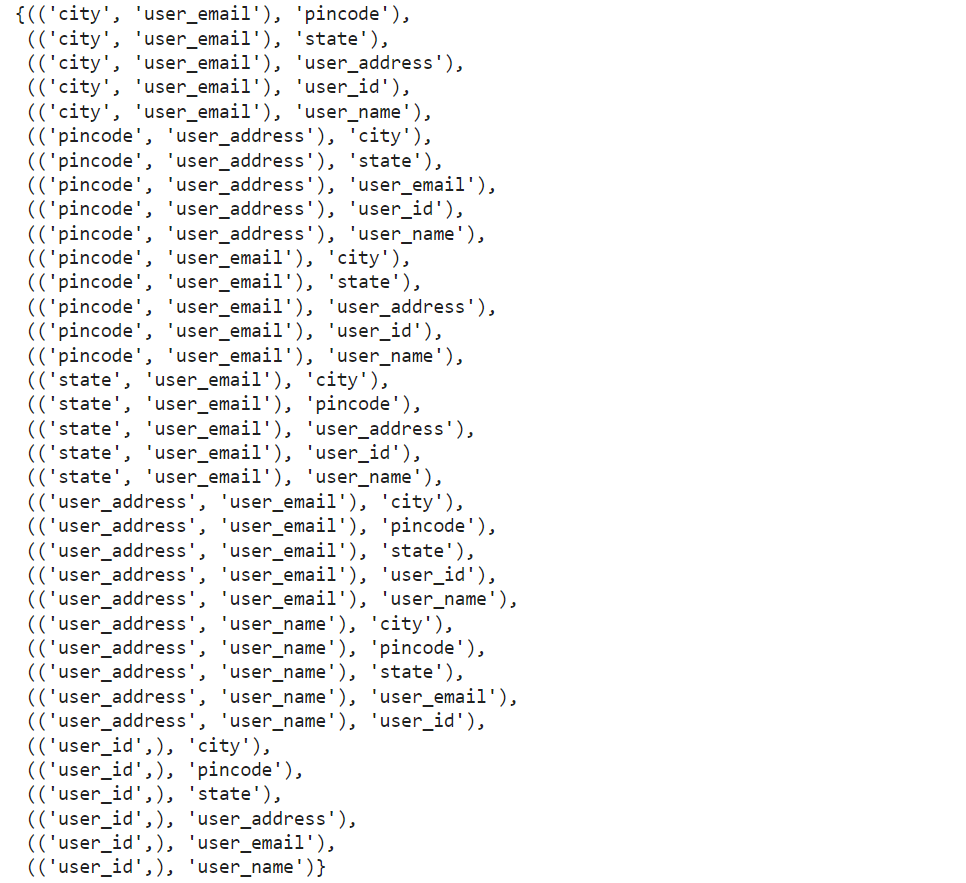 {(('city', 'user_email'), 'pincode'),
(('city', 'user_email'), 'state'),
(('city', 'user_email'), 'user_address'),
(('city', 'user_email'), 'user_id'),
(('city', 'user_email'), 'user_name'),
(('pincode', 'user_address'), 'city'),
(('pincode', 'user_address'), 'state'),
(('pincode', 'user_address'), 'user_email'),
(('pincode', 'user_address'), 'user_id'),
(('pincode', 'user_address'), 'user_name'),
(('pincode', 'user_email'), 'city'),
(('pincode', 'user_email'), 'state'),
(('pincode', 'user_email'), 'user_address'),
(('pincode', 'user_email'), 'user_id'),
(('pincode', 'user_email'), 'user_name'),
(('state', 'user_email'), 'city'),
(('state', 'user_email'), 'pincode'),
(('state', 'user_email'), 'user_address'),
(('state', 'user_email'), 'user_id'),
(('state', 'user_email'), 'user_name'),
(('user_address', 'user_email'), 'city'),
(('user_address', 'user_email'), 'pincode'),
(('user_address', 'user_email'), 'state'),
(('user_address', 'user_email'), 'user_id'),
(('user_address', 'user_email'), 'user_name'),
(('user_address', 'user_name'), 'city'),
(('user_address', 'user_name'), 'pincode'),
(('user_address', 'user_name'), 'state'),
(('user_address', 'user_name'), 'user_email'),
(('user_address', 'user_name'), 'user_id'),
(('user_id',), 'city'),
(('user_id',), 'pincode'),
(('user_id',), 'state'),
(('user_id',), 'user_address'),
(('user_id',), 'user_email'),
(('user_id',), 'user_name')}